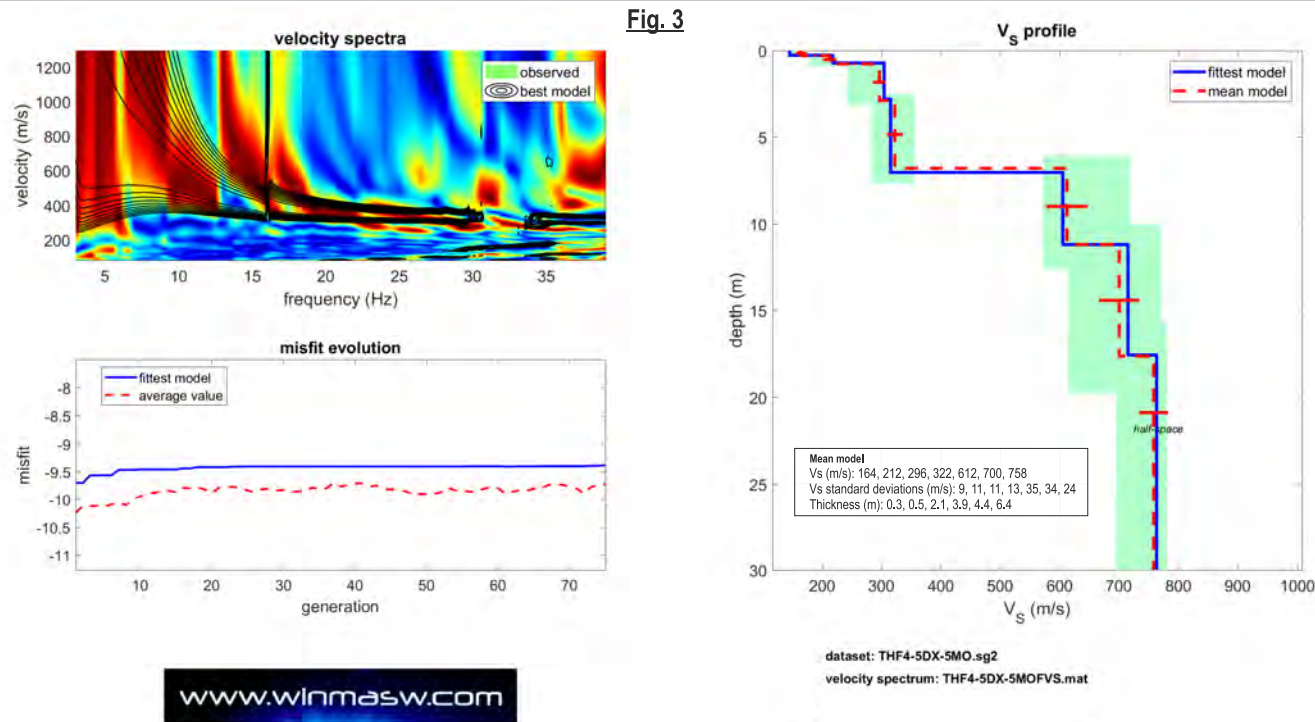 Fig. 3
velocity spectra
observed
best model
1200
1000
800
600
400
200
velocity (m/s)
5
10
15
20
25
30
35
frequency (Hz)
misfit evolution
fittest model
average value
-8
-8.5
-9
-9.5
-10
-10.5
-11
misfit
10
20
30
40
50
60
70
generation
www.winmasw.com
VS profile
fittest model
mean model
0
5
10
15
20
25
30
depth (m)
half-space
Mean model
Vs (m/s): 164, 212, 296, 322, 612, 700, 758
Vs standard deviations (m/s): 9, 11, 11, 13, 35, 34, 24
Thickness (m): 0.3, 0.5, 2.1, 3.9, 4.4, 6.4
200
300
400
500
600
700
800
900
1000
VS (m/s)
dataset: THF4-5DX-5MO.sg2
velocity spectrum: THF4-5DX-5MOFVS.mat